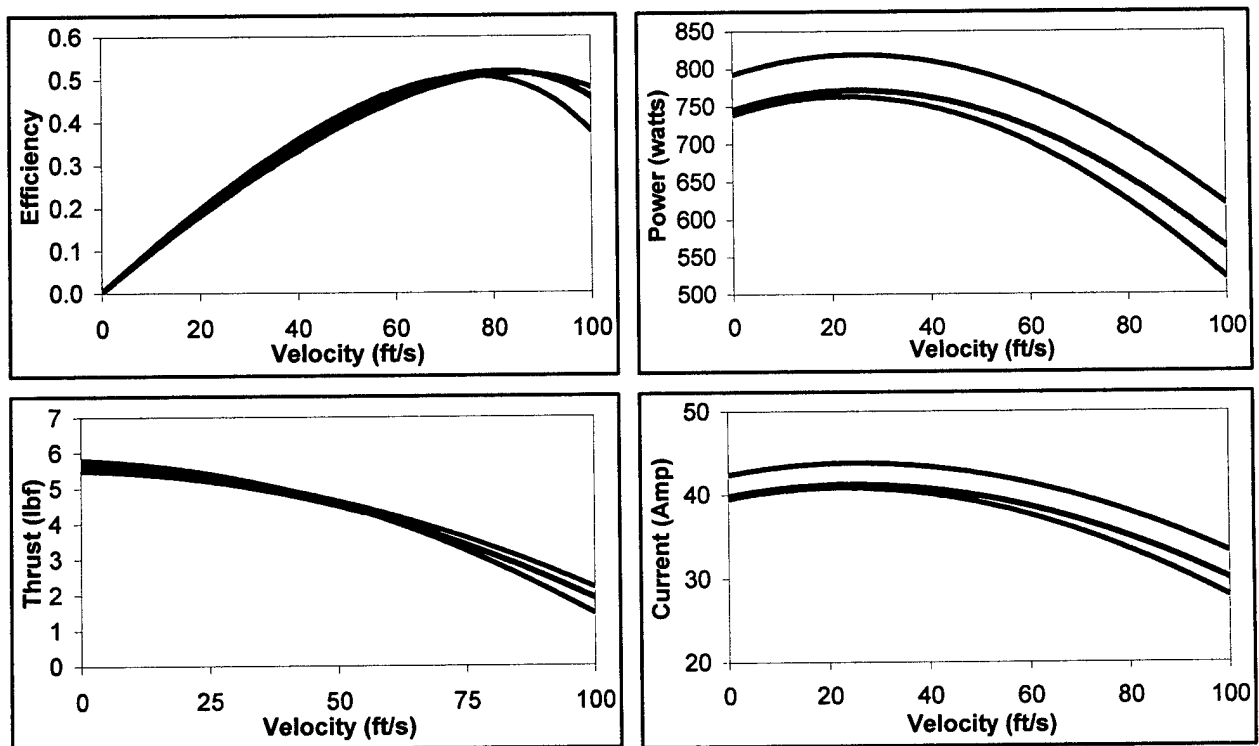 Efficiency
0.6
0.5
0.4
0.3
0.2
0.1
0.0
0 20 40 60 80 100
Velocity (ft/s)
Power (watts)
850
800
750
700
650
600
550
500
0 20 40 60 80 100
Velocity (ft/s)
Thrust (lbf)
7
6
5
4
3
2
1
0
0 25 50 75 100
Velocity (ft/s)
Current (Amp)
50
40
30
20
0 20 40 60 80 100
Velocity (ft/s)